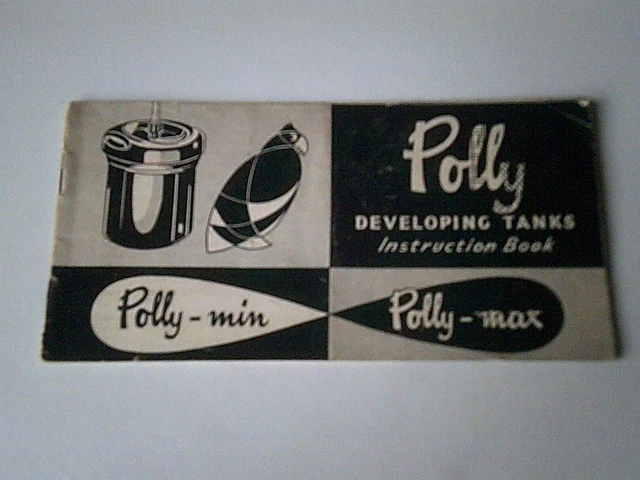 Polly
DEVELOPING TANKS
Instruction Book
Polly - min
Polly - max